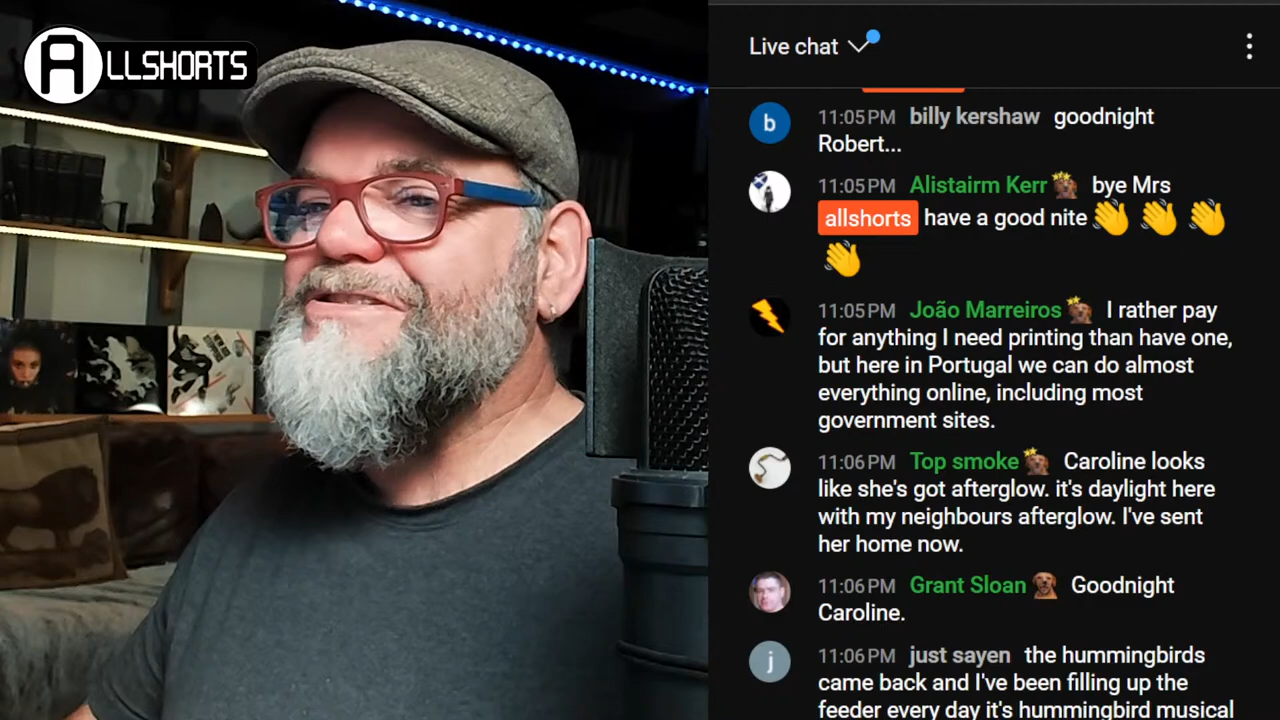 ALLSHORTS
Live chat
11:05 PM billy kershaw goodnight
Robert...
11:05 PM Alistairm Kerr bye Mrs
allshorts have a good nite
11:05 PM João Marreiros I rather pay
for anything I need printing than have one,
but here in Portugal we can do almost
everything online, including most
government sites.
11:06 PM Top smoke Caroline looks
like she's got afterglow. it's daylight here
with my neighbours afterglow. I've sent
her home now.
11:06 PM Grant Sloan Goodnight
Caroline.
11:06 PM just sayen the hummingbirds
came back and I've been filling up the
feeder every day it's hummingbird musical
b
j